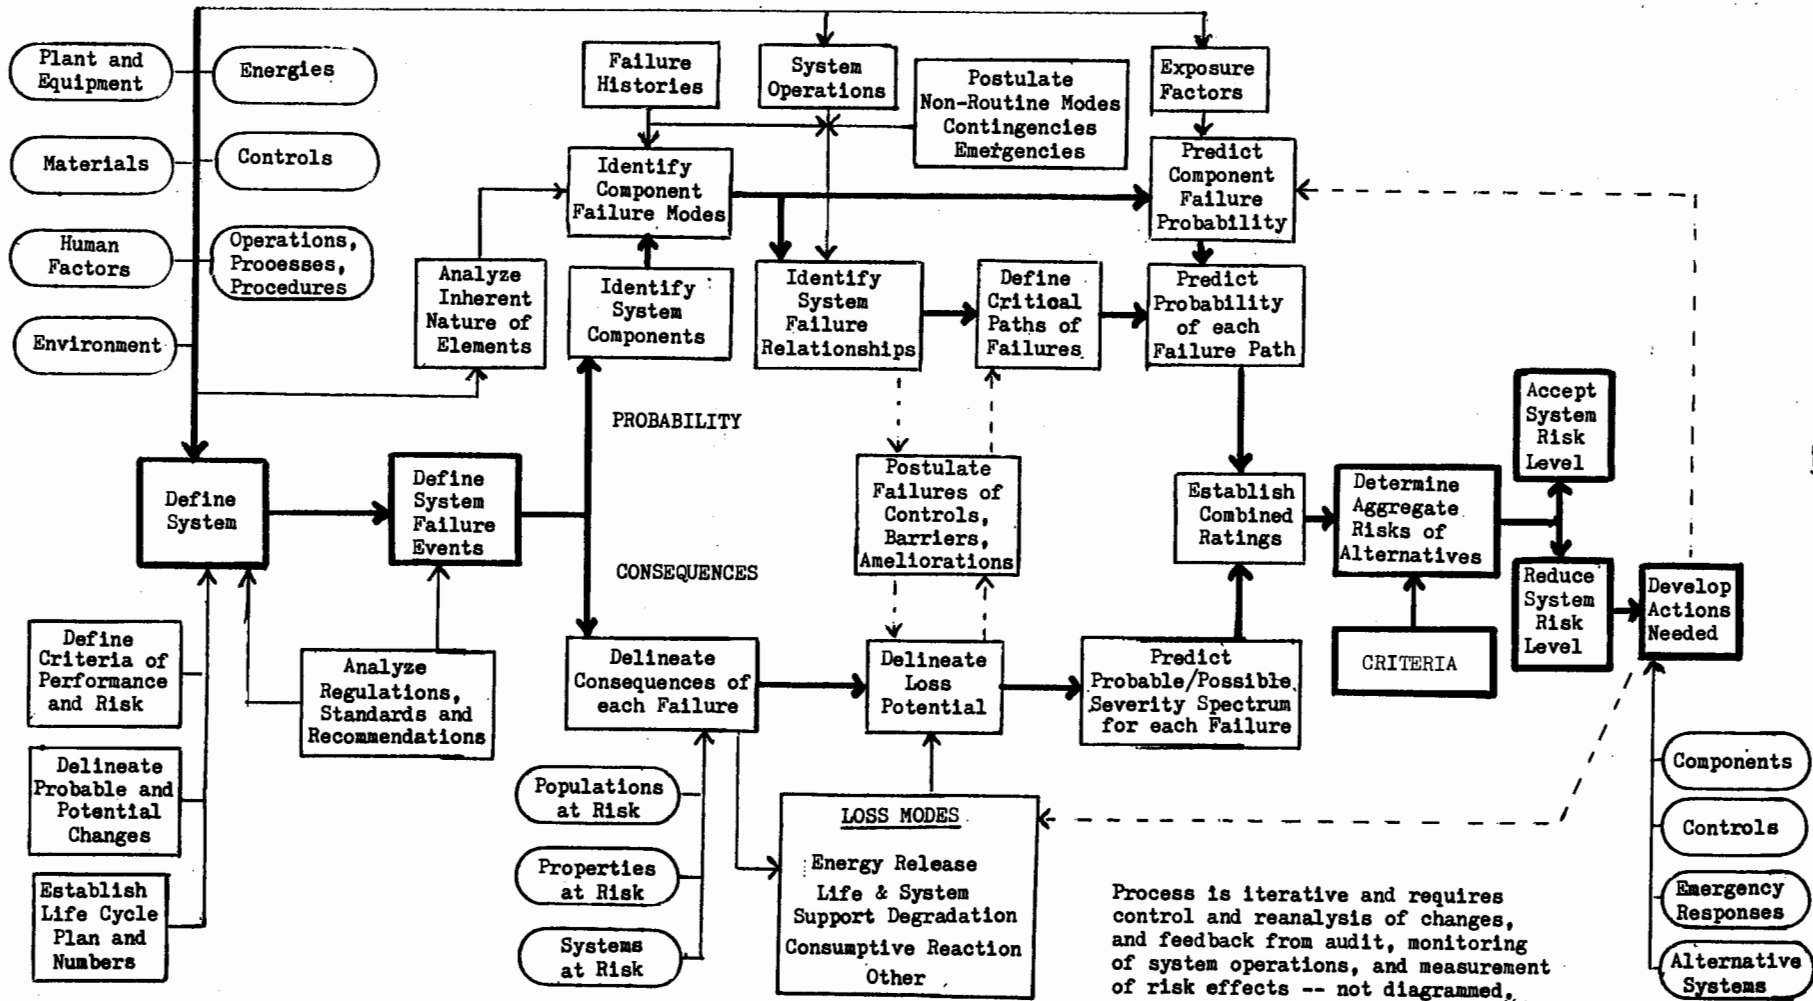 Plant and
Equipment
Energies
Materials
Controls
Human
Factors
Operations,
Processes,
Procedures
Environment
Failure
Histories
System
Operations
Postulate
Non-Routine Modes
Contingencies
Emergencies
Exposure
Factors
Identify
Component
Failure Modes
Predict
Component
Failure
Probability
Analyze
Inherent
Nature of
Elements
Identify
System
Components
Identify
System
Failure
Relationships
Define
Critical
Paths of
Failures
Predict
Probability
of each
Failure Path
PROBABILITY
Define
System
Define
System
Failure
Events
CONSEQUENCES
Postulate
Failures of
Controls,
Barriers,
Ameliorations
Establish
Combined
Ratings
Determine
Aggregate
Risks of
Alternatives
Accept
System
Risk
Level
Reduce
System
Risk
Level
Develop
Actions
Needed
CRITERIA
Define
Criteria of
Performance
and Risk
Analyze
Regulations,
Standards and
Recommendations
Delineate
Probable and
Potential
Changes
Establish
Life Cycle
Plan and
Numbers
Delineate
Consequences of
each Failure
Delineate
Loss
Potential
Predict
Probable/Possible
Severity Spectrum
for each Failure
Populations
at Risk
Properties
at Risk
Systems
at Risk
LOSS MODES
Energy Release
Life & System
Support Degradation
Consumptive Reaction
Other
Components
Controls
Emergency
Responses
Alternative
Systems
Process is iterative and requires
control and reanalysis of changes,
and feedback from audit, monitoring
of system operations, and measurement
of risk effects -- not diagrammed.